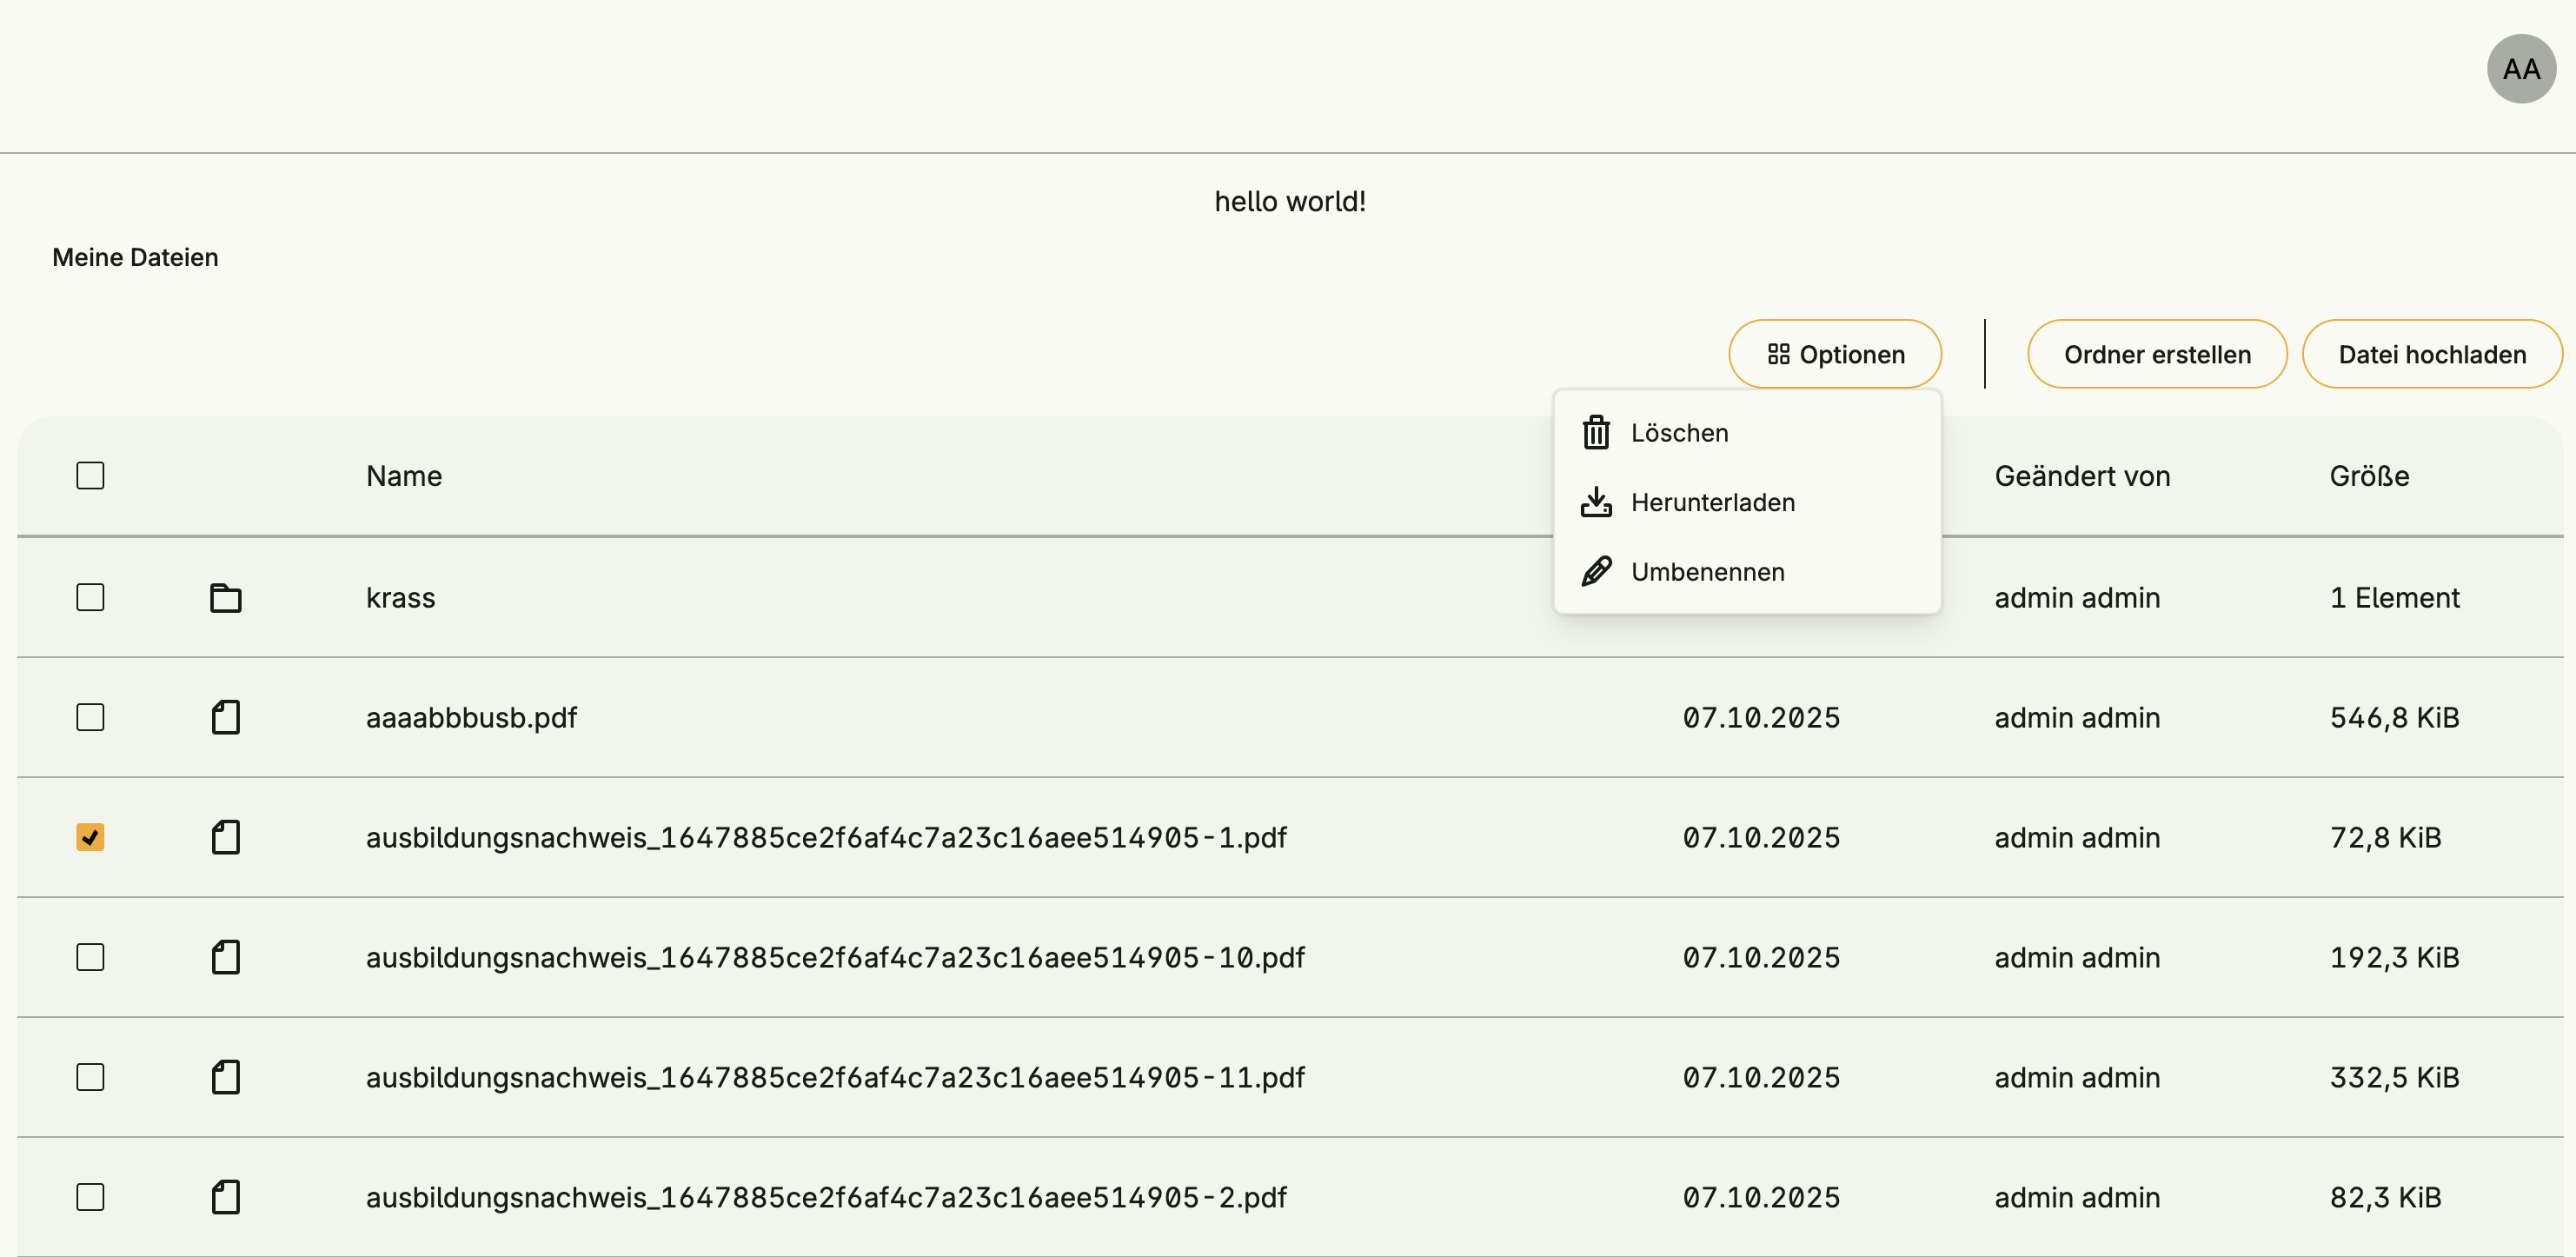 AA
hello world!
Meine Dateien
Optionen Ordner erstellen Datei hochladen
Löschen
Herunterladen
Umbenennen
Name Geändert von Größe
krass admin admin 1 Element
aaaabbbusb.pdf 07.10.2025 admin admin 546,8 KiB
ausbildungsnachweis_1647885ce2f6af4c7a23c16aee514905-1.pdf 07.10.2025 admin admin 72,8 KiB
ausbildungsnachweis_1647885ce2f6af4c7a23c16aee514905-10.pdf 07.10.2025 admin admin 192,3 KiB
ausbildungsnachweis_1647885ce2f6af4c7a23c16aee514905-11.pdf 07.10.2025 admin admin 332,5 KiB
ausbildungsnachweis_1647885ce2f6af4c7a23c16aee514905-2.pdf 07.10.2025 admin admin 82,3 KiB